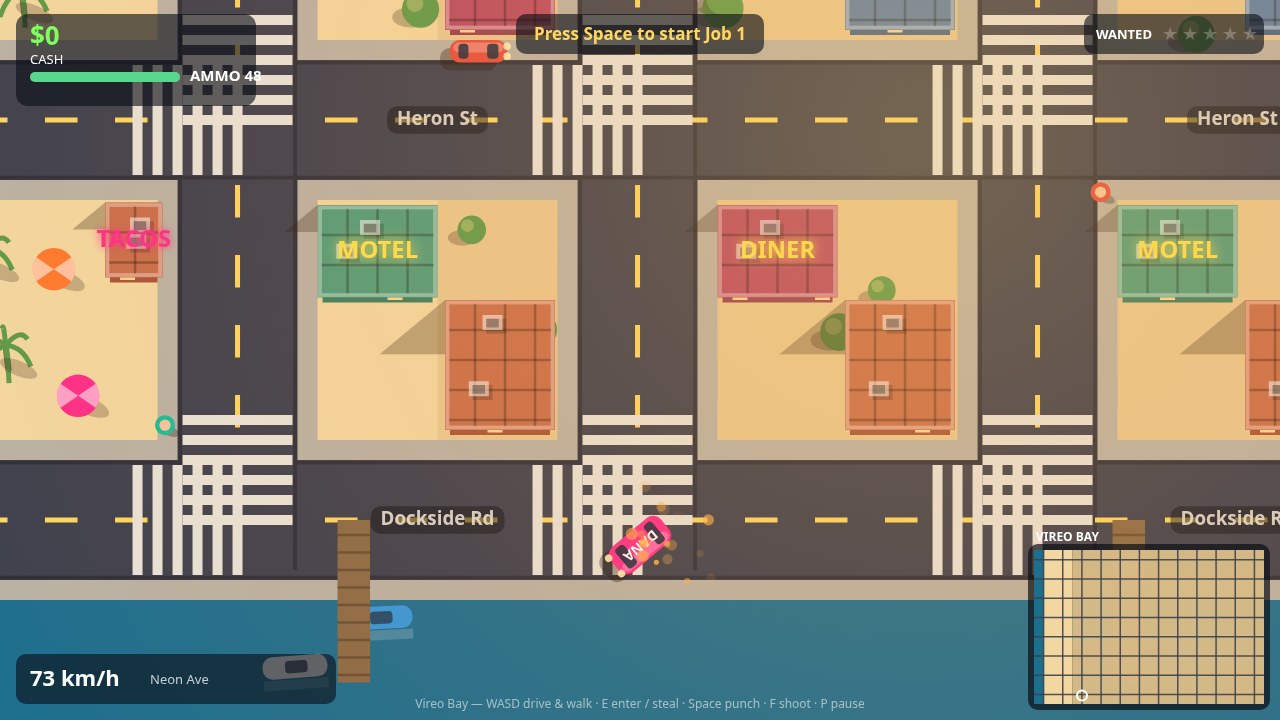 $0
CASH
AMMO 48
Press Space to start Job 1
WANTED ★ ★ ★ ★ ★
Heron St
Heron St
TACOS
MOTEL
DINER
MOTEL
Dockside Rd
Dockside R
DANA
VIREO BAY
73 km/h
Neon Ave
Vireo Bay — WASD drive & walk · E enter / steal · Space punch · F shoot · P pause